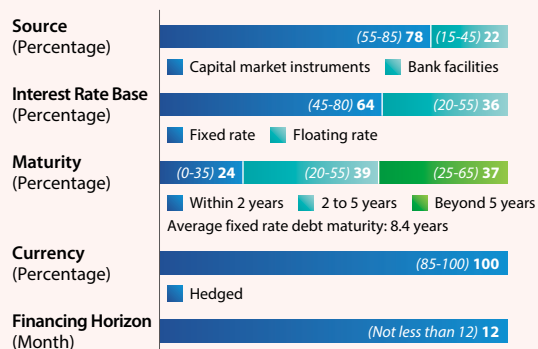 Source
(Percentage)
(55-85) 78 (15-45) 22
Capital market instruments Bank facilities
Interest Rate Base
(Percentage)
(45-80) 64 (20-55) 36
Fixed rate Floating rate
Maturity
(Percentage)
(0-35) 24 (20-55) 39 (25-65) 37
Within 2 years 2 to 5 years Beyond 5 years
Average fixed rate debt maturity: 8.4 years
Currency
(Percentage)
(85-100) 100
Hedged
Financing Horizon
(Month)
(Not less than 12) 12